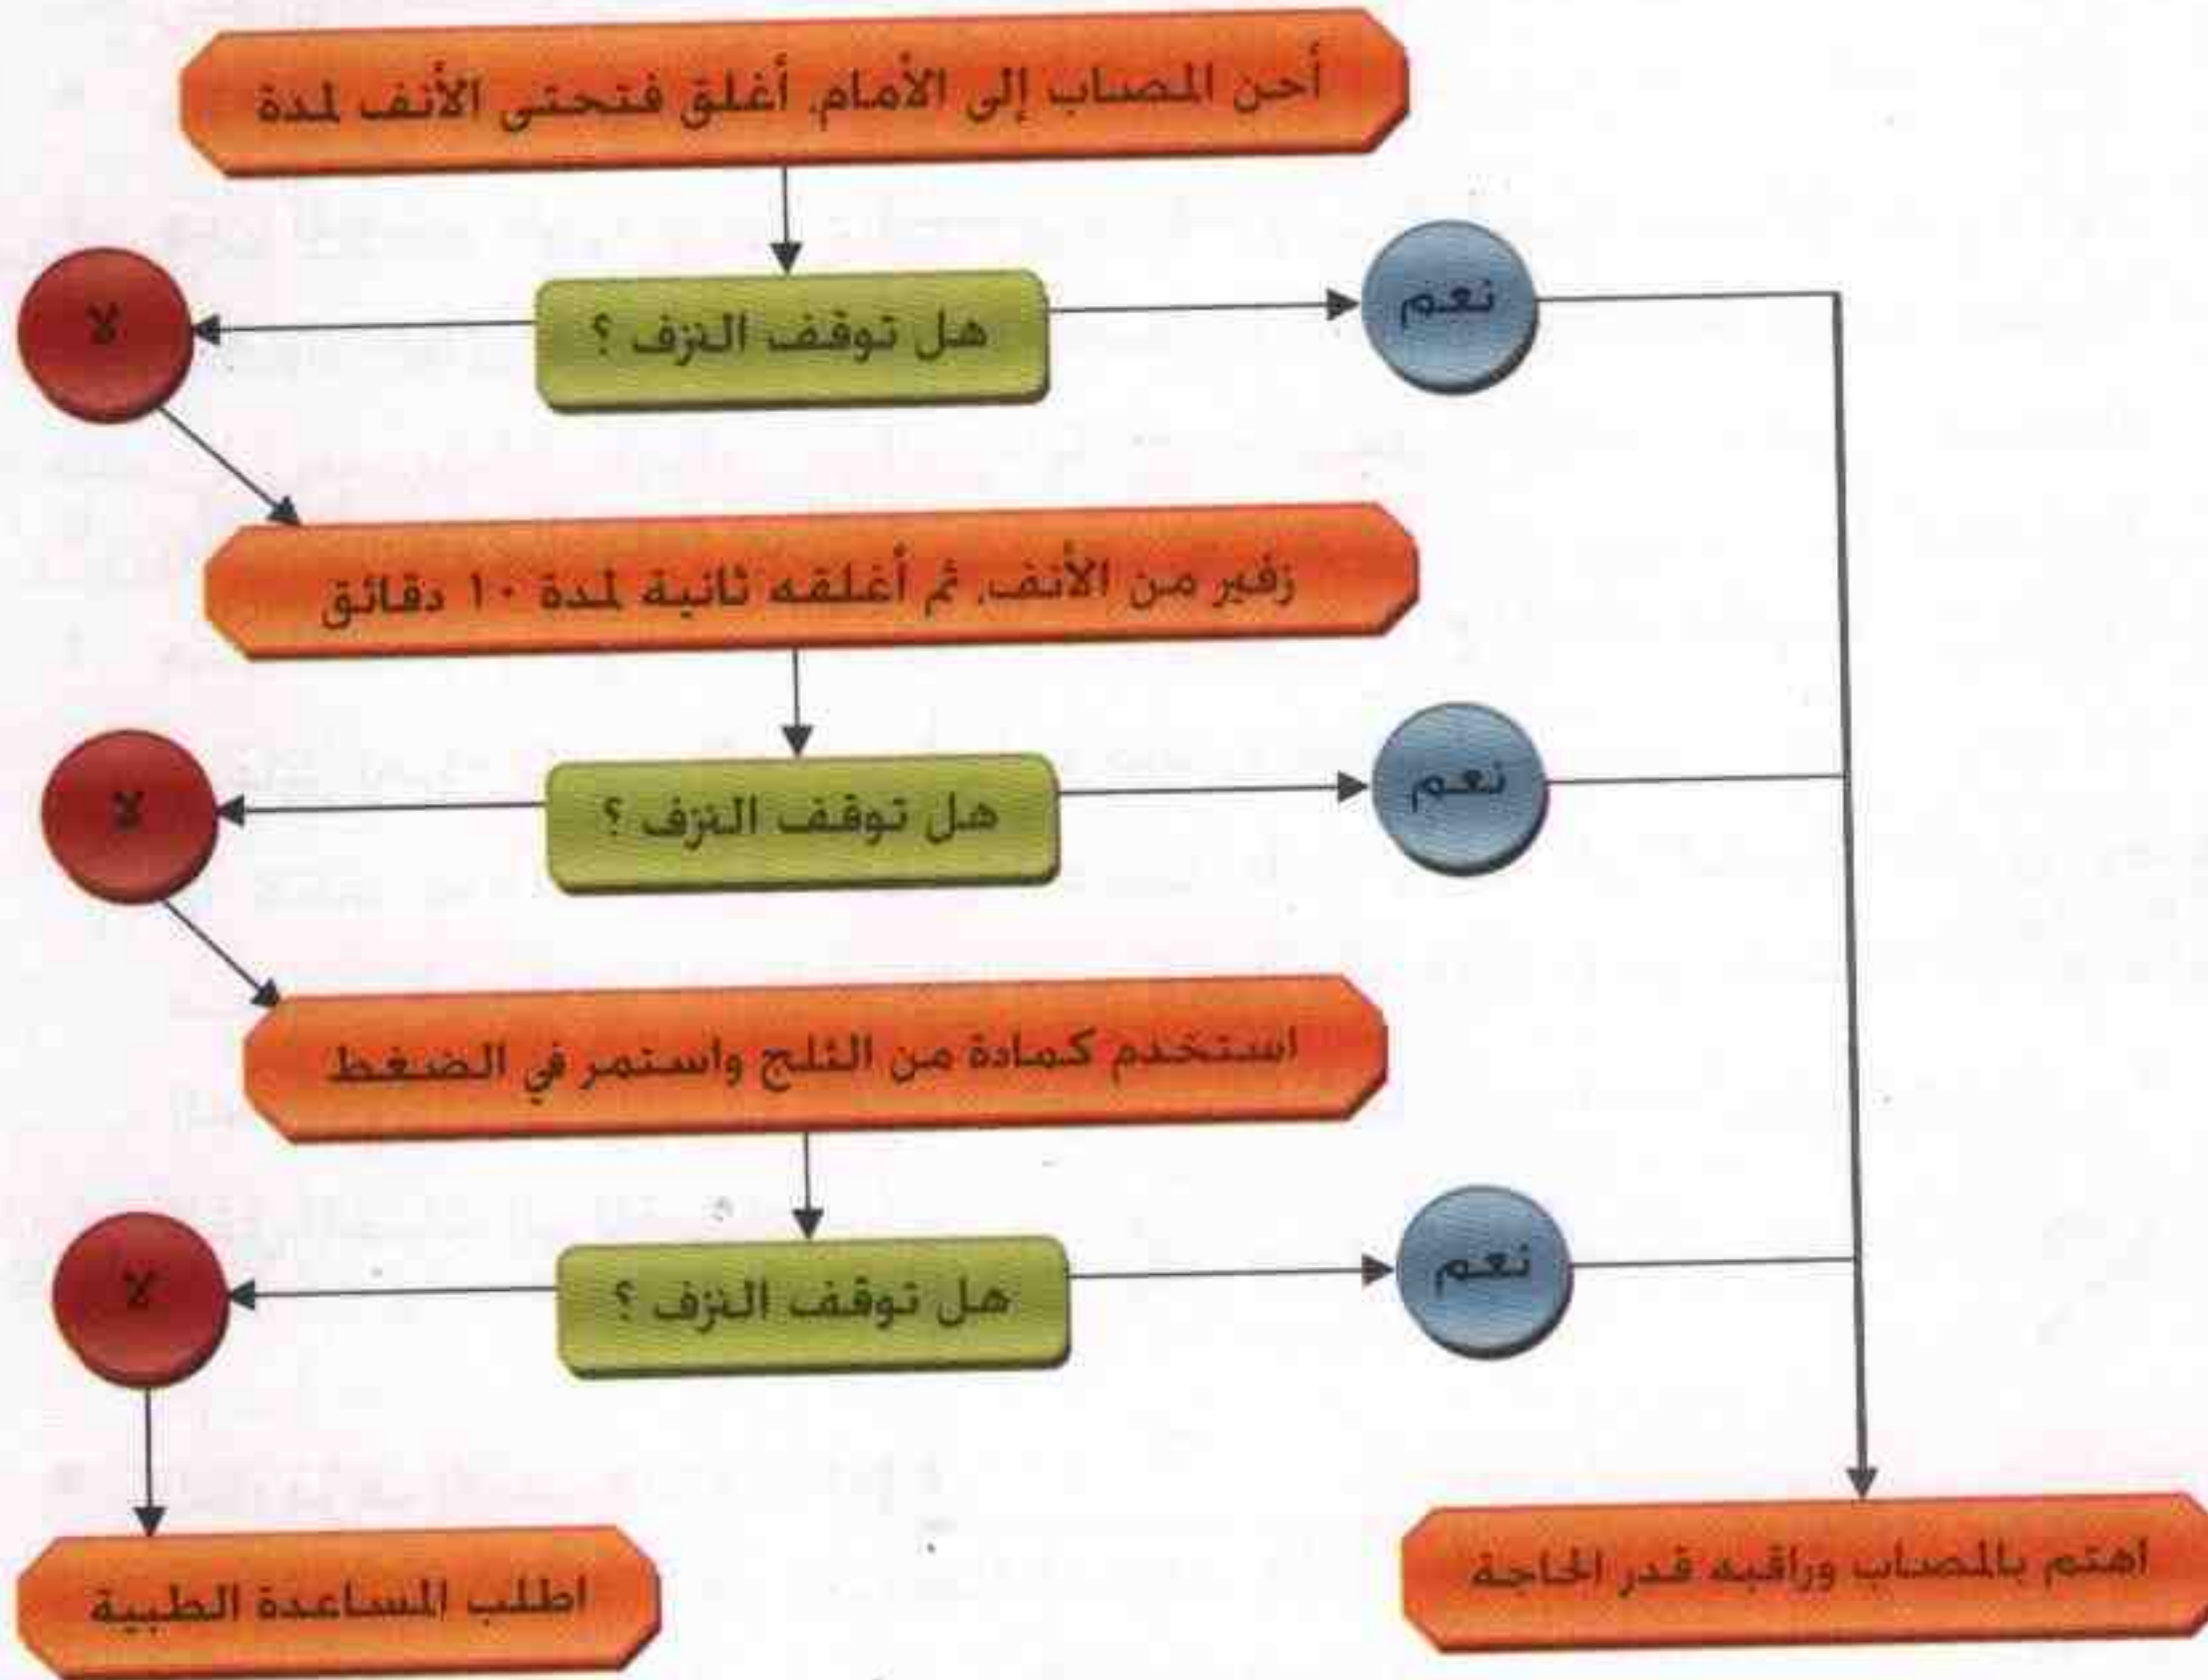 أحن المصاب إلى الأمام. أغلق فتحتى الأنف لمدة
هل توقف النزف ؟
نعم
لا
زفير من الأنف. ثم أغلقه ثانية لمدة ١٠ دقائق
هل توقف النزف ؟
نعم
لا
استخدم كمادة من الثلج واستمر في الضغط
هل توقف النزف ؟
نعم
لا
اهتم بالمصاب وراقبه قدر الحاجة
اطلب المساعدة الطبية